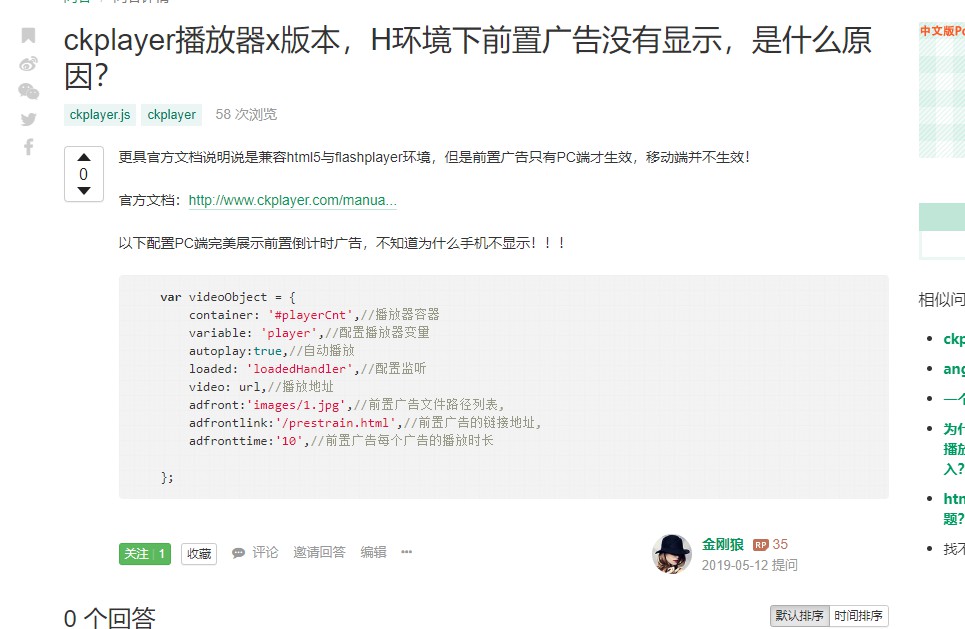 ckplayer播放器x版本，H环境下前置广告没有显示，是什么原
因？
ckplayer.js ckplayer 58 次浏览
中文版Po
0
更具官方文档说明说是兼容html5与flashplayer环境，但是前置广告只有PC端才生效，移动端并不生效！
官方文档：http://www.ckplayer.com/manua...
以下配置PC端完美展示前置倒计时广告，不知道为什么手机不显示！！！
var videoObject = {
container: '#playerCnt',//播放器容器
variable: 'player',//配置播放器变量
autoplay:true,//自动播放
loaded: 'loadedHandler',//配置监听
video: url,//播放地址
adfront:'images/1.jpg',//前置广告文件路径列表,
adfrontlink:'/prestrain.html',//前置广告的链接地址,
adfronttime:'10',//前置广告每个广告的播放时长
};
关注 | 1 收藏 评论 邀请回答 编辑 •••
金刚狼 RP 35
2019-05-12 提问
0 个回答
默认排序 时间排序
相似问
ckp
ang
一个
为什
播放
入?
htm
题?
找不